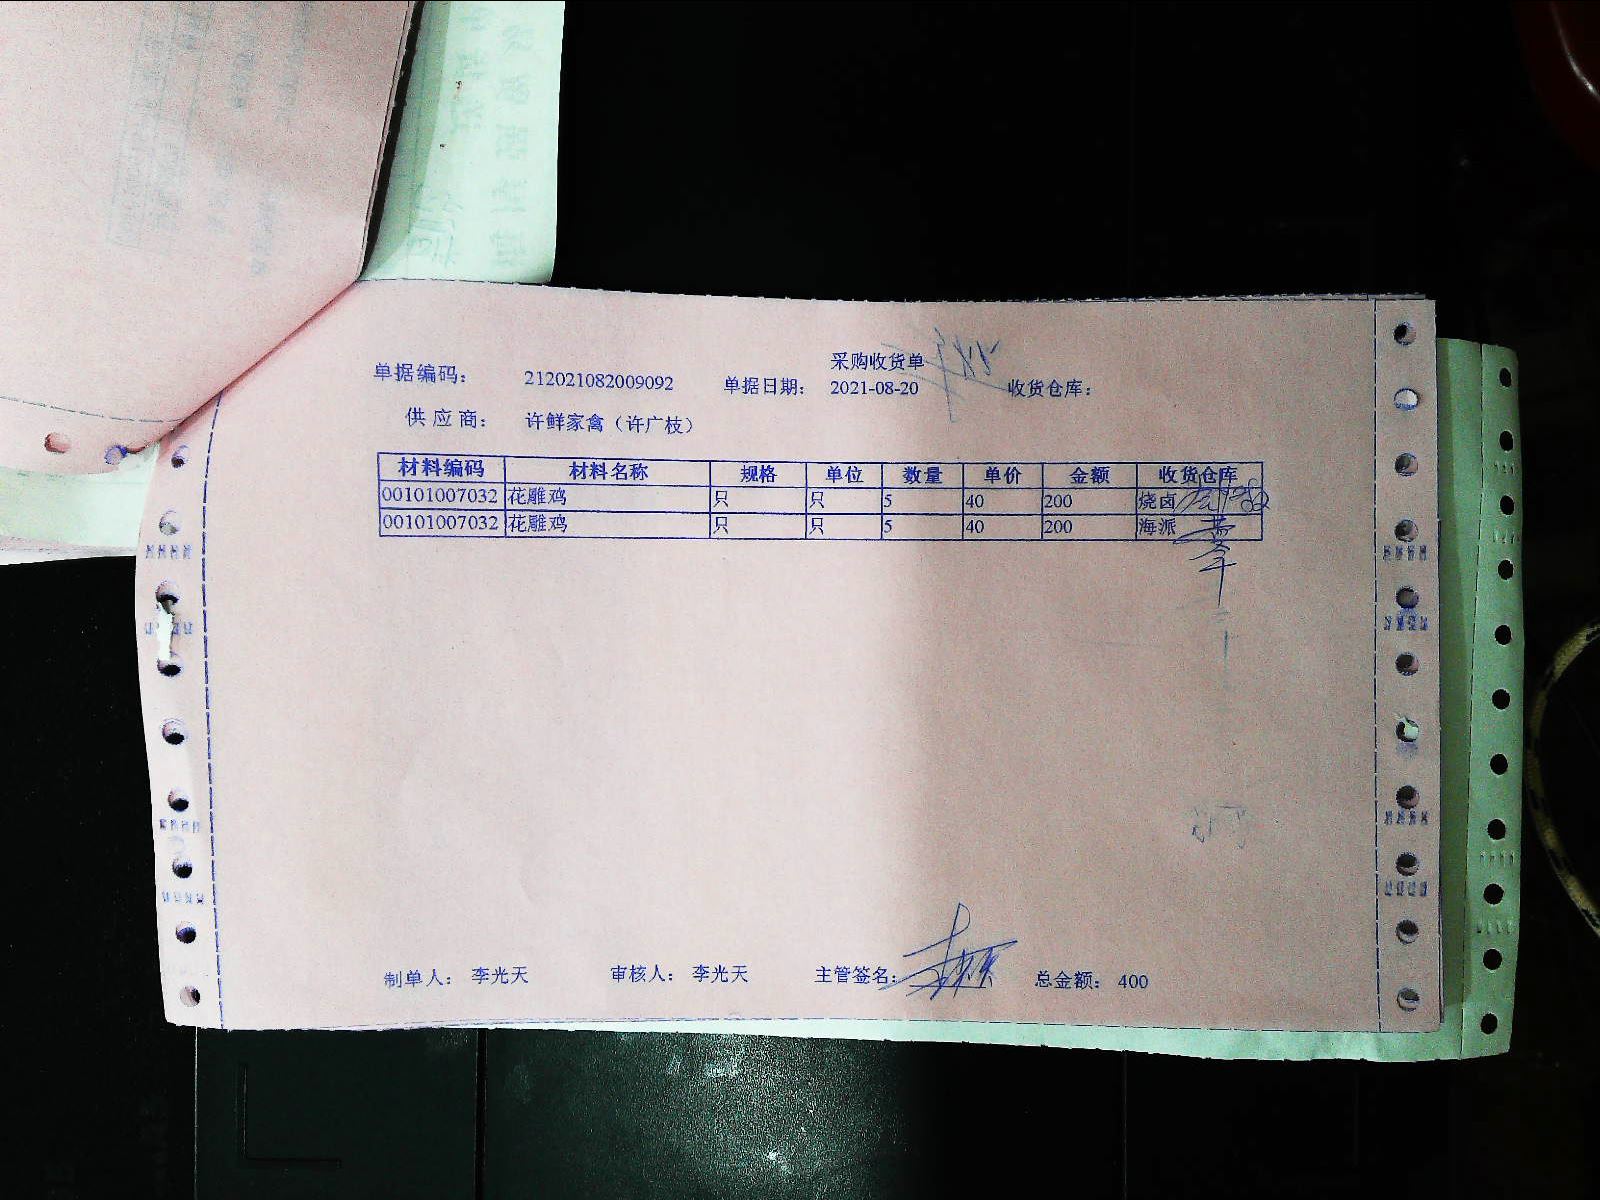 采购收货单
单据编码： 212021082009092 单据日期： 2021-08-20 收货仓库：
供 应 商： 许鲜家禽（许广枝）
材料编码 材料名称 规格 单位 数量 单价 金额 收货仓库
00101007032 花雕鸡 只 只 5 40 200 烧卤
00101007032 花雕鸡 只 只 5 40 200 海派
制单人： 李光天 审核人： 李光天 主管签名： 总金额： 400